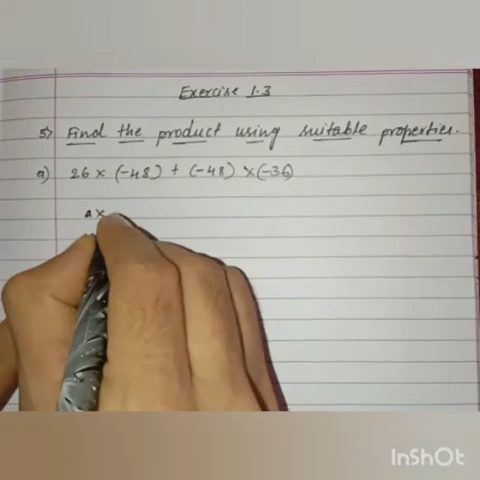 Exercise 1.3
5) Find the product using suitable properties.
a) 26 × (-48) + (-48) × (-36)
a ×
InShOt